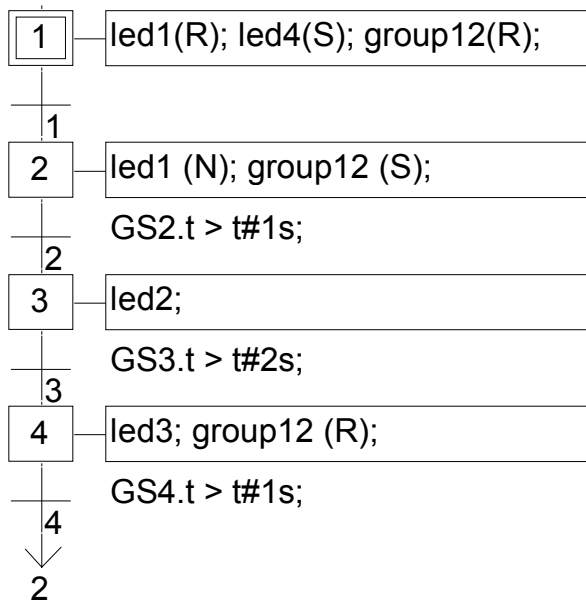 1 led1(R); led4(S); group12(R);
1
2 led1 (N); group12 (S);
GS2.t > t#1s;
2
3 led2;
GS3.t > t#2s;
3
4 led3; group12 (R);
GS4.t > t#1s;
4
2